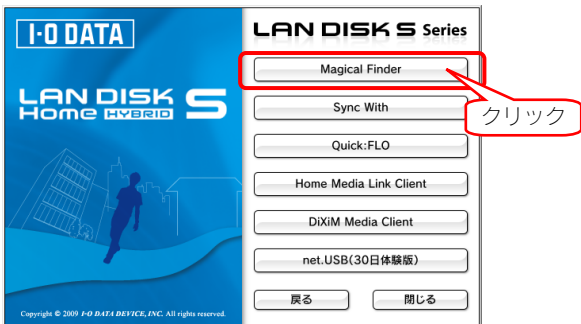 I-O DATA
LAN DISK S
Home HYBRID
Copyright © 2009 I-O DATA DEVICE, INC. All rights reserved.
LAN DISK S Series
Magical Finder
クリック
Sync With
Quick:FLO
Home Media Link Client
DiXiM Media Client
net.USB(30日体験版)
戻る
閉じる